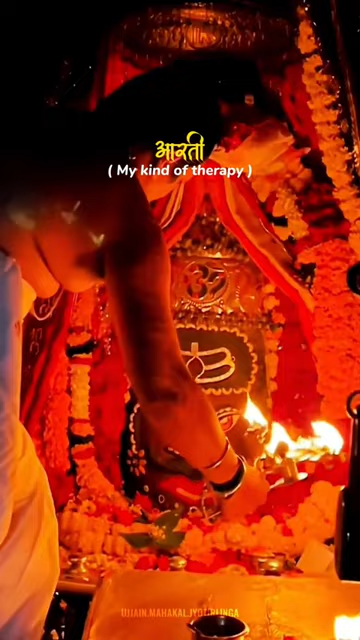 आरती
( My kind of therapy )
ॐ
UJJAIN.MAHAKAL.JYOTIRLINGA